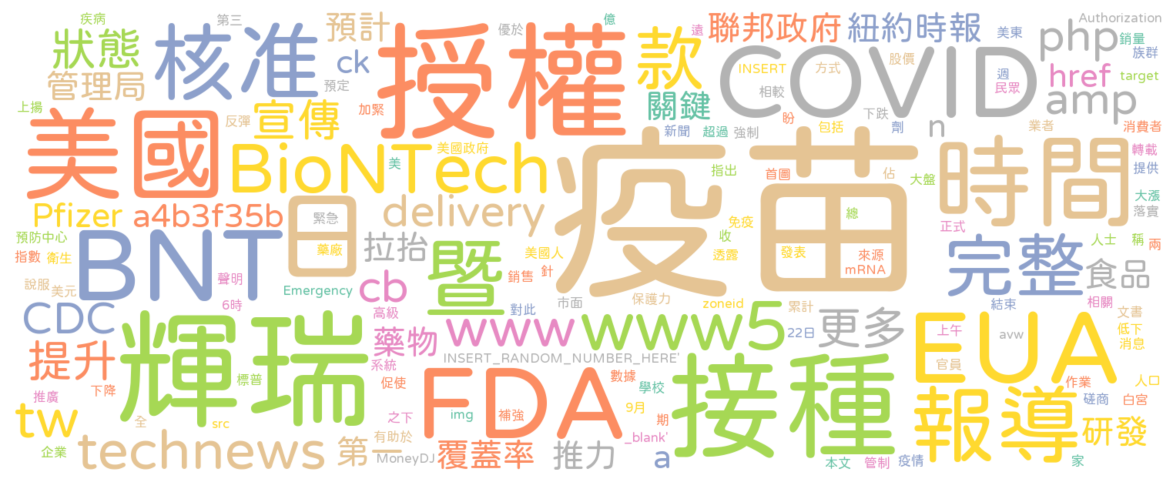 疾病 第三 優於 億 聯邦政府 紐約時報 Authorization
狀態 核准 預計 授權 款 INSERT 遠 方式 股價 美東 php 銷量
管理局 ck 預定 COVID 相較 週 民眾 href 族群 target
上揚 反彈 宣傳 加緊 關鍵 盼 下跌 amp
美國 美國政府 新聞 超過 強制 包括 劑 n 業者 消費者
BioNTech 美 疫苗 指出 首圖 佔 大盤 時間 轉載 提供
Pfizer a4b3f35b 日 緊急 delivery 免疫 總 大漲 落實
預防中心 BNT 藥廠 拉抬 暨 美國人 收 透露 發表 來源 正式 人士 稱 兩
指數 衛生 聲明 銷售 針 mRNA 完整 食品
說服 美元 Emergency cb 對此 市面 保護力 zoneid 累計 結束 相關
CDC 6時 高級 www www5 22日 更多 EUA 文書 低下
提升 輝瑞 藥物 INSERT_RANDOM_NUMBER_HERE' 接種 上午 avw 消息
下降 標普 系統 促使 FDA 數據 學校 官員 作業 人口
推廣 之下 img 補強 9月 報導 磋商 白宮
tw 全 src 期 研發
企業 technews 第一 有助於 MoneyDJ 覆蓋率 推力 _blank' a 本文 管制 疫情 家